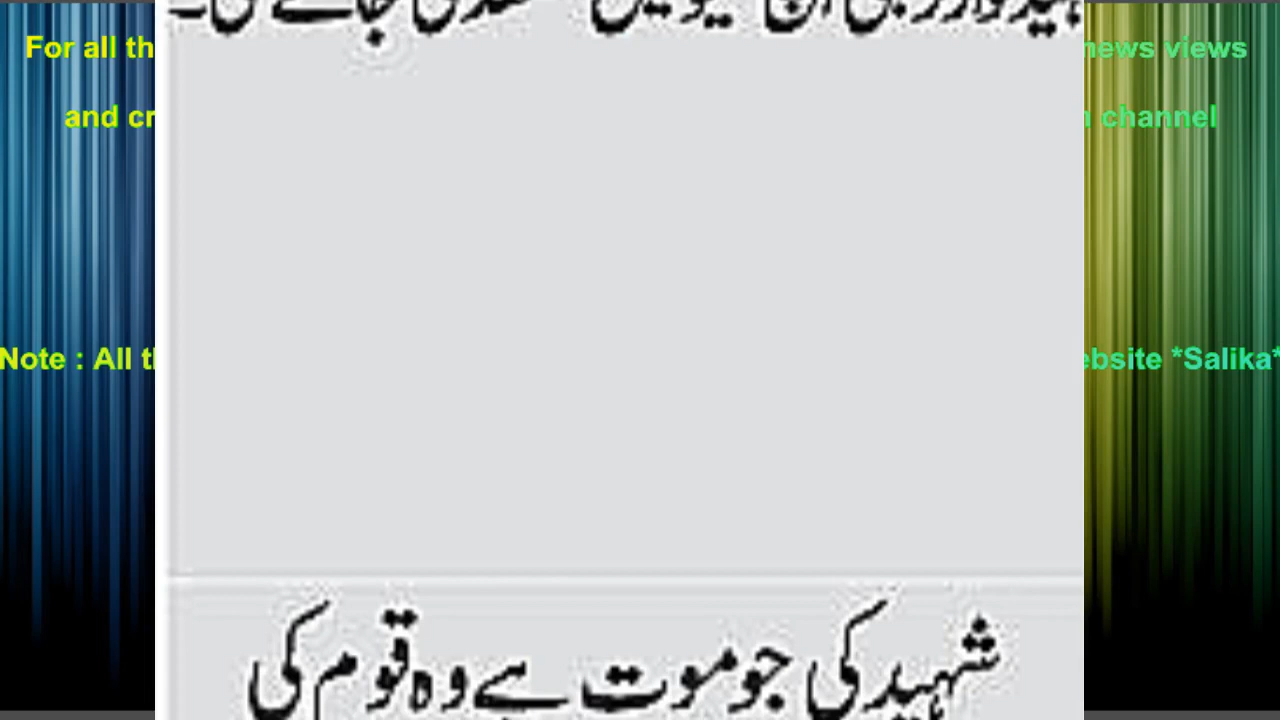 For all th
news views
and cr
channel
Note : All th
ebsite *Salika*
شہید کی جو موت ہے وہ قوم کی